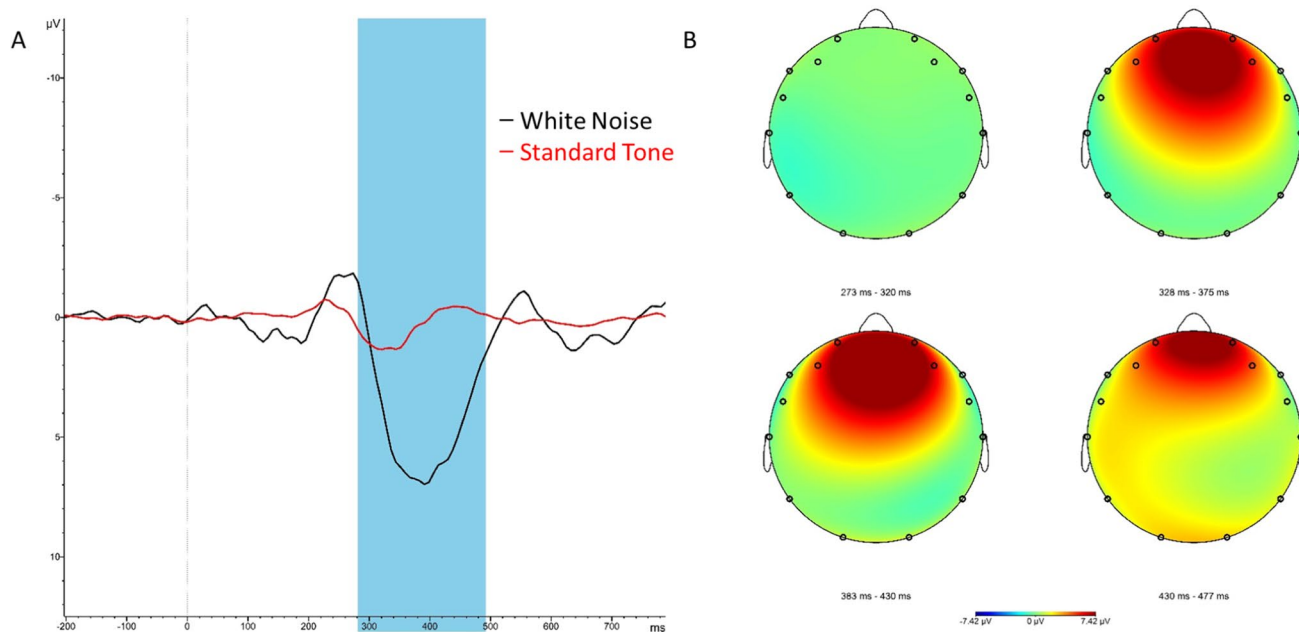 A
µV
-10
-5
0
5
10
-200 -100 0 100 200 300 400 500 600 700 ms
– White Noise
– Standard Tone
B
273 ms - 320 ms
328 ms - 375 ms
383 ms - 430 ms
430 ms - 477 ms
-7.42 µV 0 µV 7.42 µV